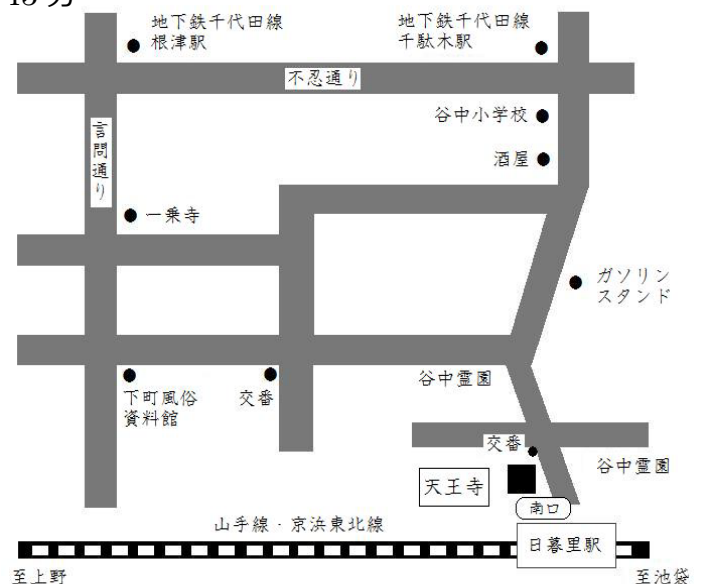 地下鉄千代田線
根津駅
地下鉄千代田線
千駄木駅
不忍通り
谷中小学校
言問通り
酒屋
一乗寺
ガソリン
スタンド
谷中霊園
下町風俗
資料館
交番
交番
谷中霊園
天王寺
南口
山手線・京浜東北線
日暮里駅
至上野
至池袋